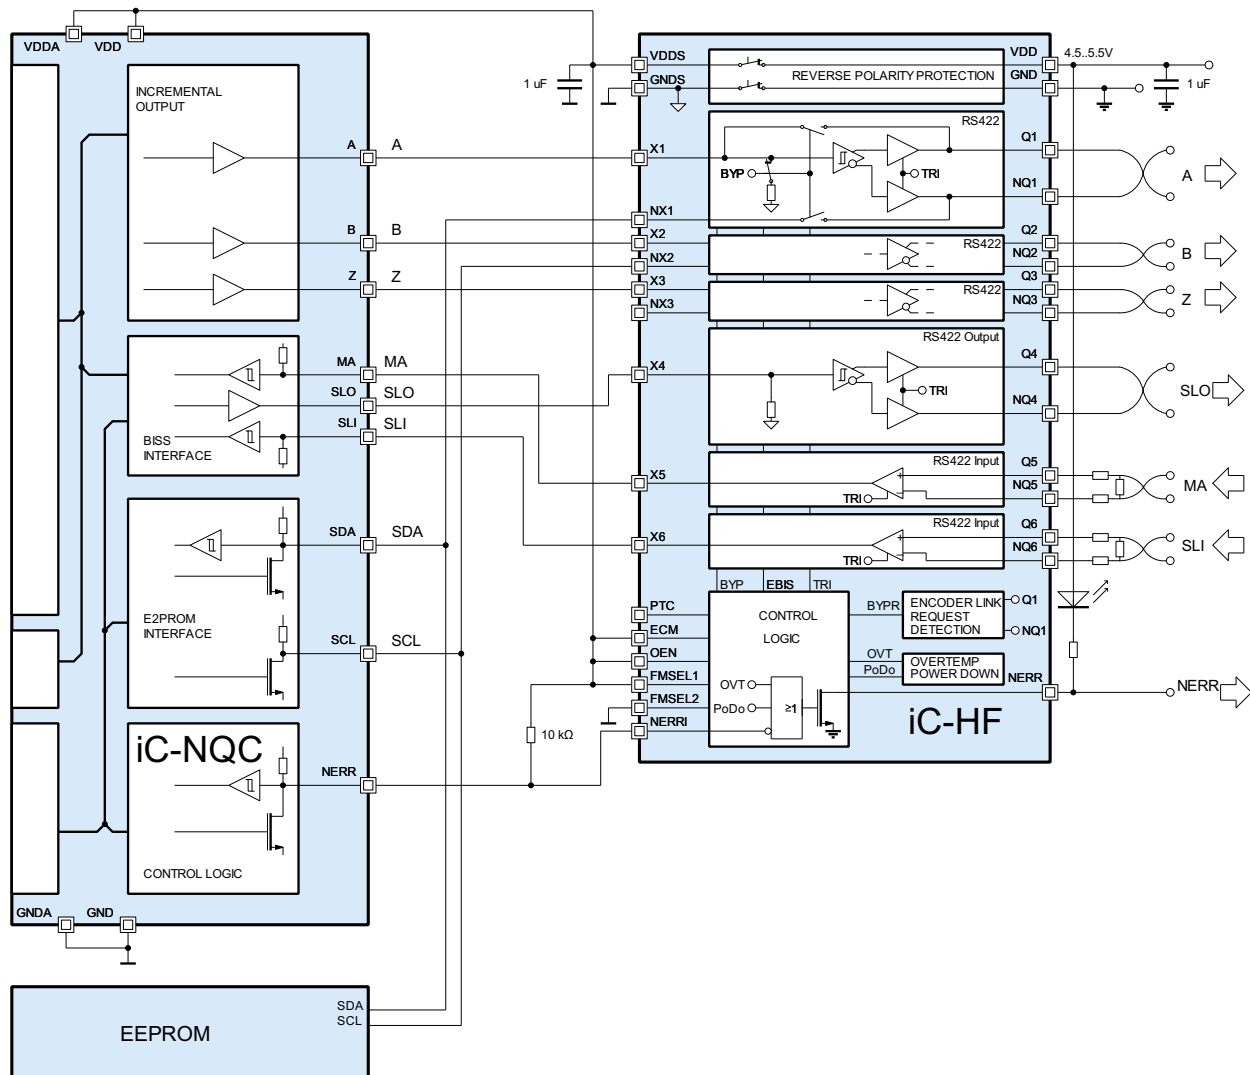 VDDA
VDD
INCREMENTAL
OUTPUT
A
A
B
B
Z
Z
MA
MA
SLO
SLO
SLI
SLI
BISS
INTERFACE
SDA
SDA
E2PROM
INTERFACE
SCL
SCL
iC-NQC
NERR
CONTROL LOGIC
GNDA
GND
EEPROM
SDA
SCL
1 uF
10 kΩ
VDDS
GNDS
REVERSE POLARITY PROTECTION
VDD
GND
4.5..5.5V
1 uF
RS422
X1
BYP
TRI
Q1
NQ1
A
NX1
X2
NX2
RS422
Q2
NQ2
B
X3
NX3
RS422
Q3
NQ3
Z
RS422 Output
X4
TRI
Q4
NQ4
SLO
RS422 Input
X5
TRI
Q5
NQ5
MA
RS422 Input
X6
TRI
Q6
NQ6
SLI
BYP
EBIS
TRI
PTC
ECM
OEN
FMSEL1
FMSEL2
NERRI
CONTROL
LOGIC
OVT
PoDo
≥1
BYPR
ENCODER LINK
REQUEST
DETECTION
Q1
NQ1
OVT
PoDo
OVERTEMP
POWER DOWN
NERR
NERR
iC-HF